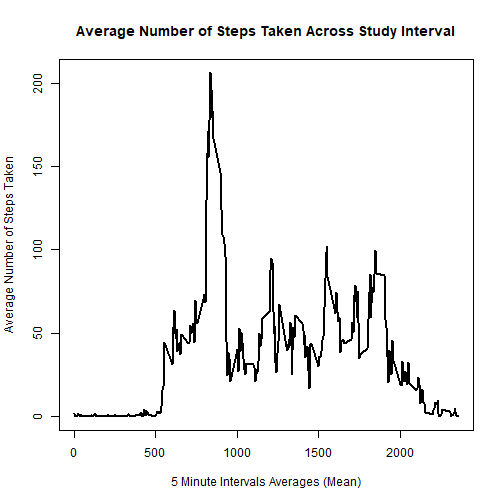 Average Number of Steps Taken Across Study Interval
Average Number of Steps Taken
200
150
100
50
0
0 500 1000 1500 2000
5 Minute Intervals Averages (Mean)